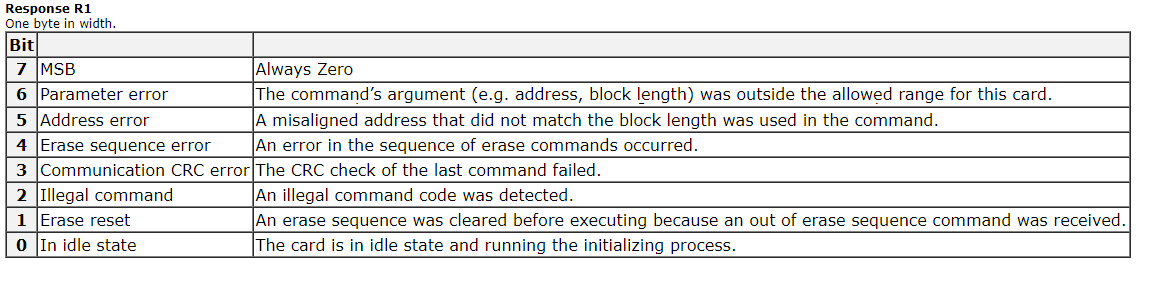 Response R1
One byte in width.
Bit
7 MSB Always Zero
6 Parameter error The command’s argument (e.g. address, block length) was outside the allowed range for this card.
5 Address error A misaligned address that did not match the block length was used in the command.
4 Erase sequence error An error in the sequence of erase commands occurred.
3 Communication CRC error The CRC check of the last command failed.
2 Illegal command An illegal command code was detected.
1 Erase reset An erase sequence was cleared before executing because an out of erase sequence command was received.
0 In idle state The card is in idle state and running the initializing process.